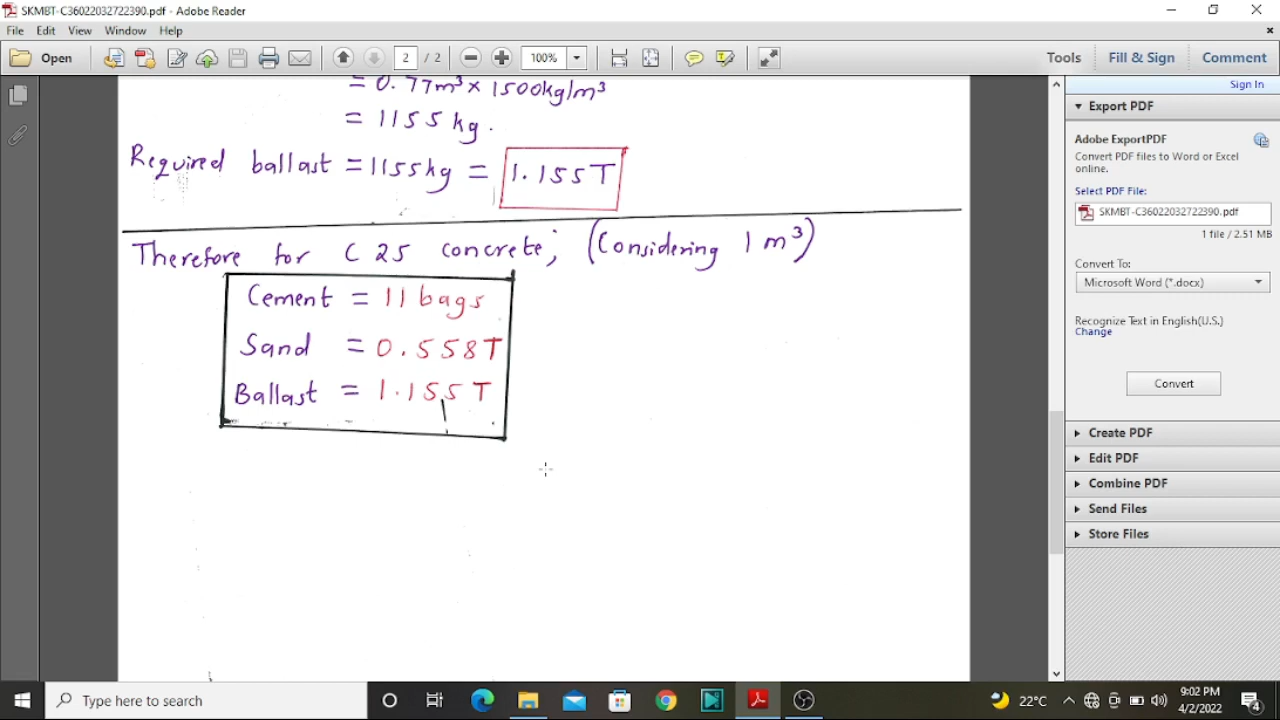 SKMBT-C36022032722390.pdf - Adobe Reader
File Edit View Window Help
Open 2 / 2 100% Tools Fill & Sign Comment
= 0.77m³ x 1500kg/m³
= 1155 kg.
Required ballast = 1155kg = 1.155T
Therefore for C 25 concrete; (Considering 1 m³)
Cement = 11 bags
Sand = 0.558T
Ballast = 1.155T
Sign In
Export PDF
Adobe ExportPDF
Convert PDF files to Word or Excel
online.
Select PDF File:
SKMBT-C36022032722390.pdf
1 file / 2.51 MB
Convert To:
Microsoft Word (*.docx)
Recognize Text in English(U.S.)
Change
Convert
Create PDF
Edit PDF
Combine PDF
Send Files
Store Files
Type here to search
22°C
9:02 PM
4/2/2022
4